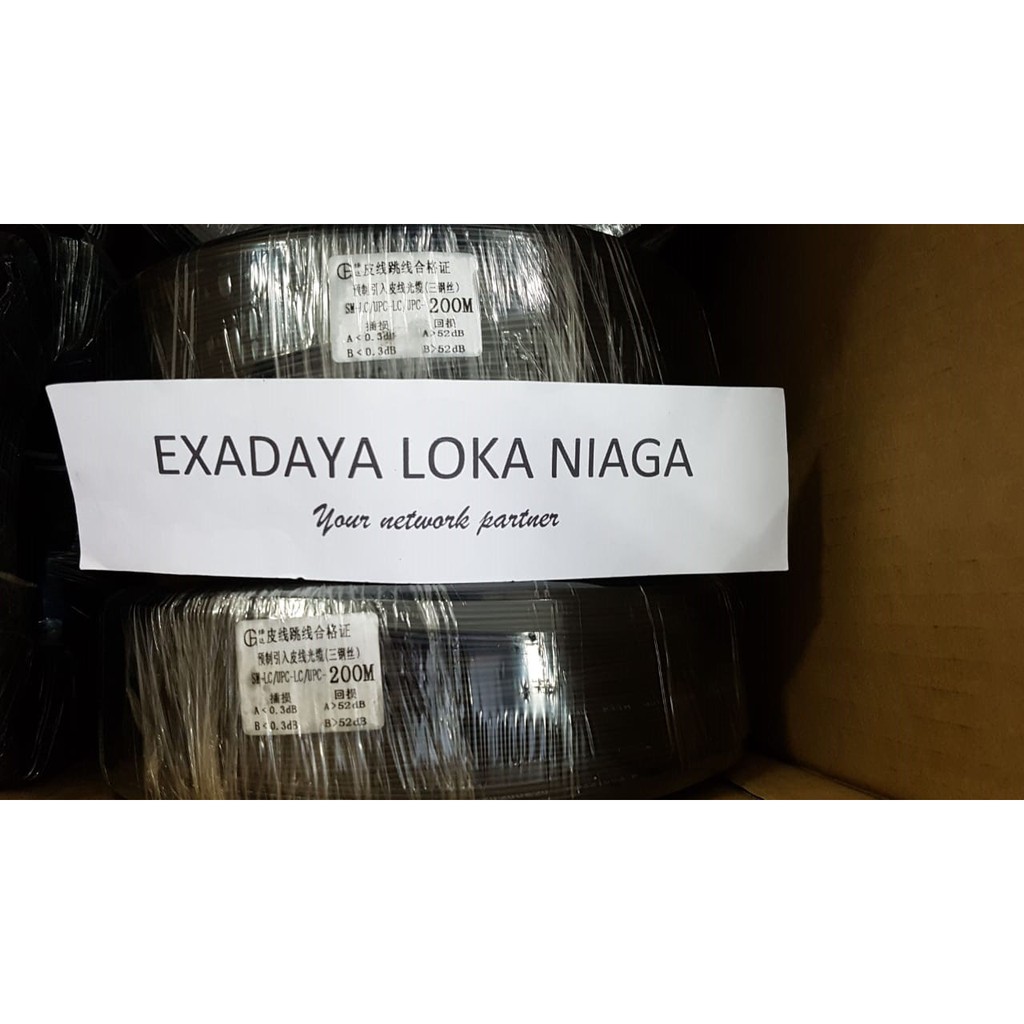 皮线跳线合格证
预制引入皮线光缆(三钢丝)
SM-LC/UPC-LC/UPC- 200M
插损 回损
A<0.3dB A>52dB
B<0.3dB B>52dB
EXADAYA LOKA NIAGA
Your network partner
皮线跳线合格证
预制引入皮线光缆(三钢丝)
SM-LC/UPC-LC/UPC- 200M
插损 回损
A<0.3dB A>52dB
B<0.3dB B>52dB